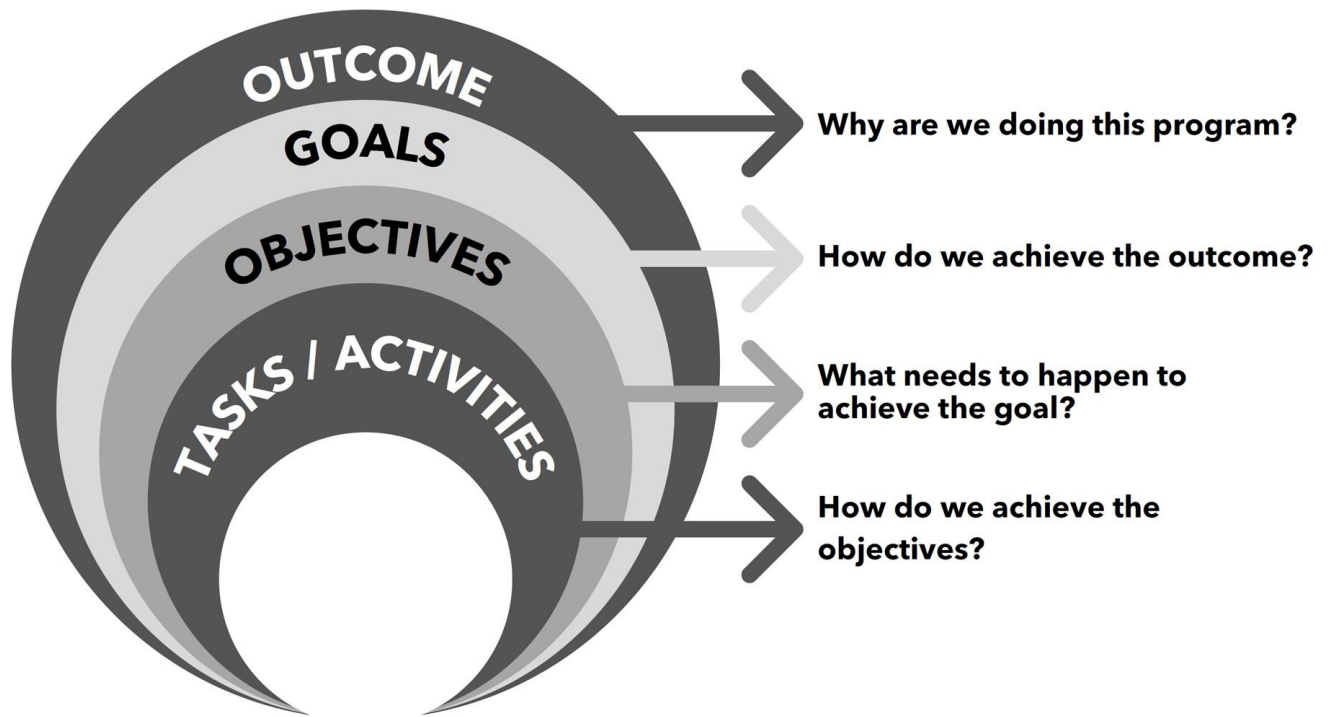 OUTCOME
Why are we doing this program?
GOALS
How do we achieve the outcome?
OBJECTIVES
What needs to happen to
achieve the goal?
TASKS / ACTIVITIES
How do we achieve the
objectives?